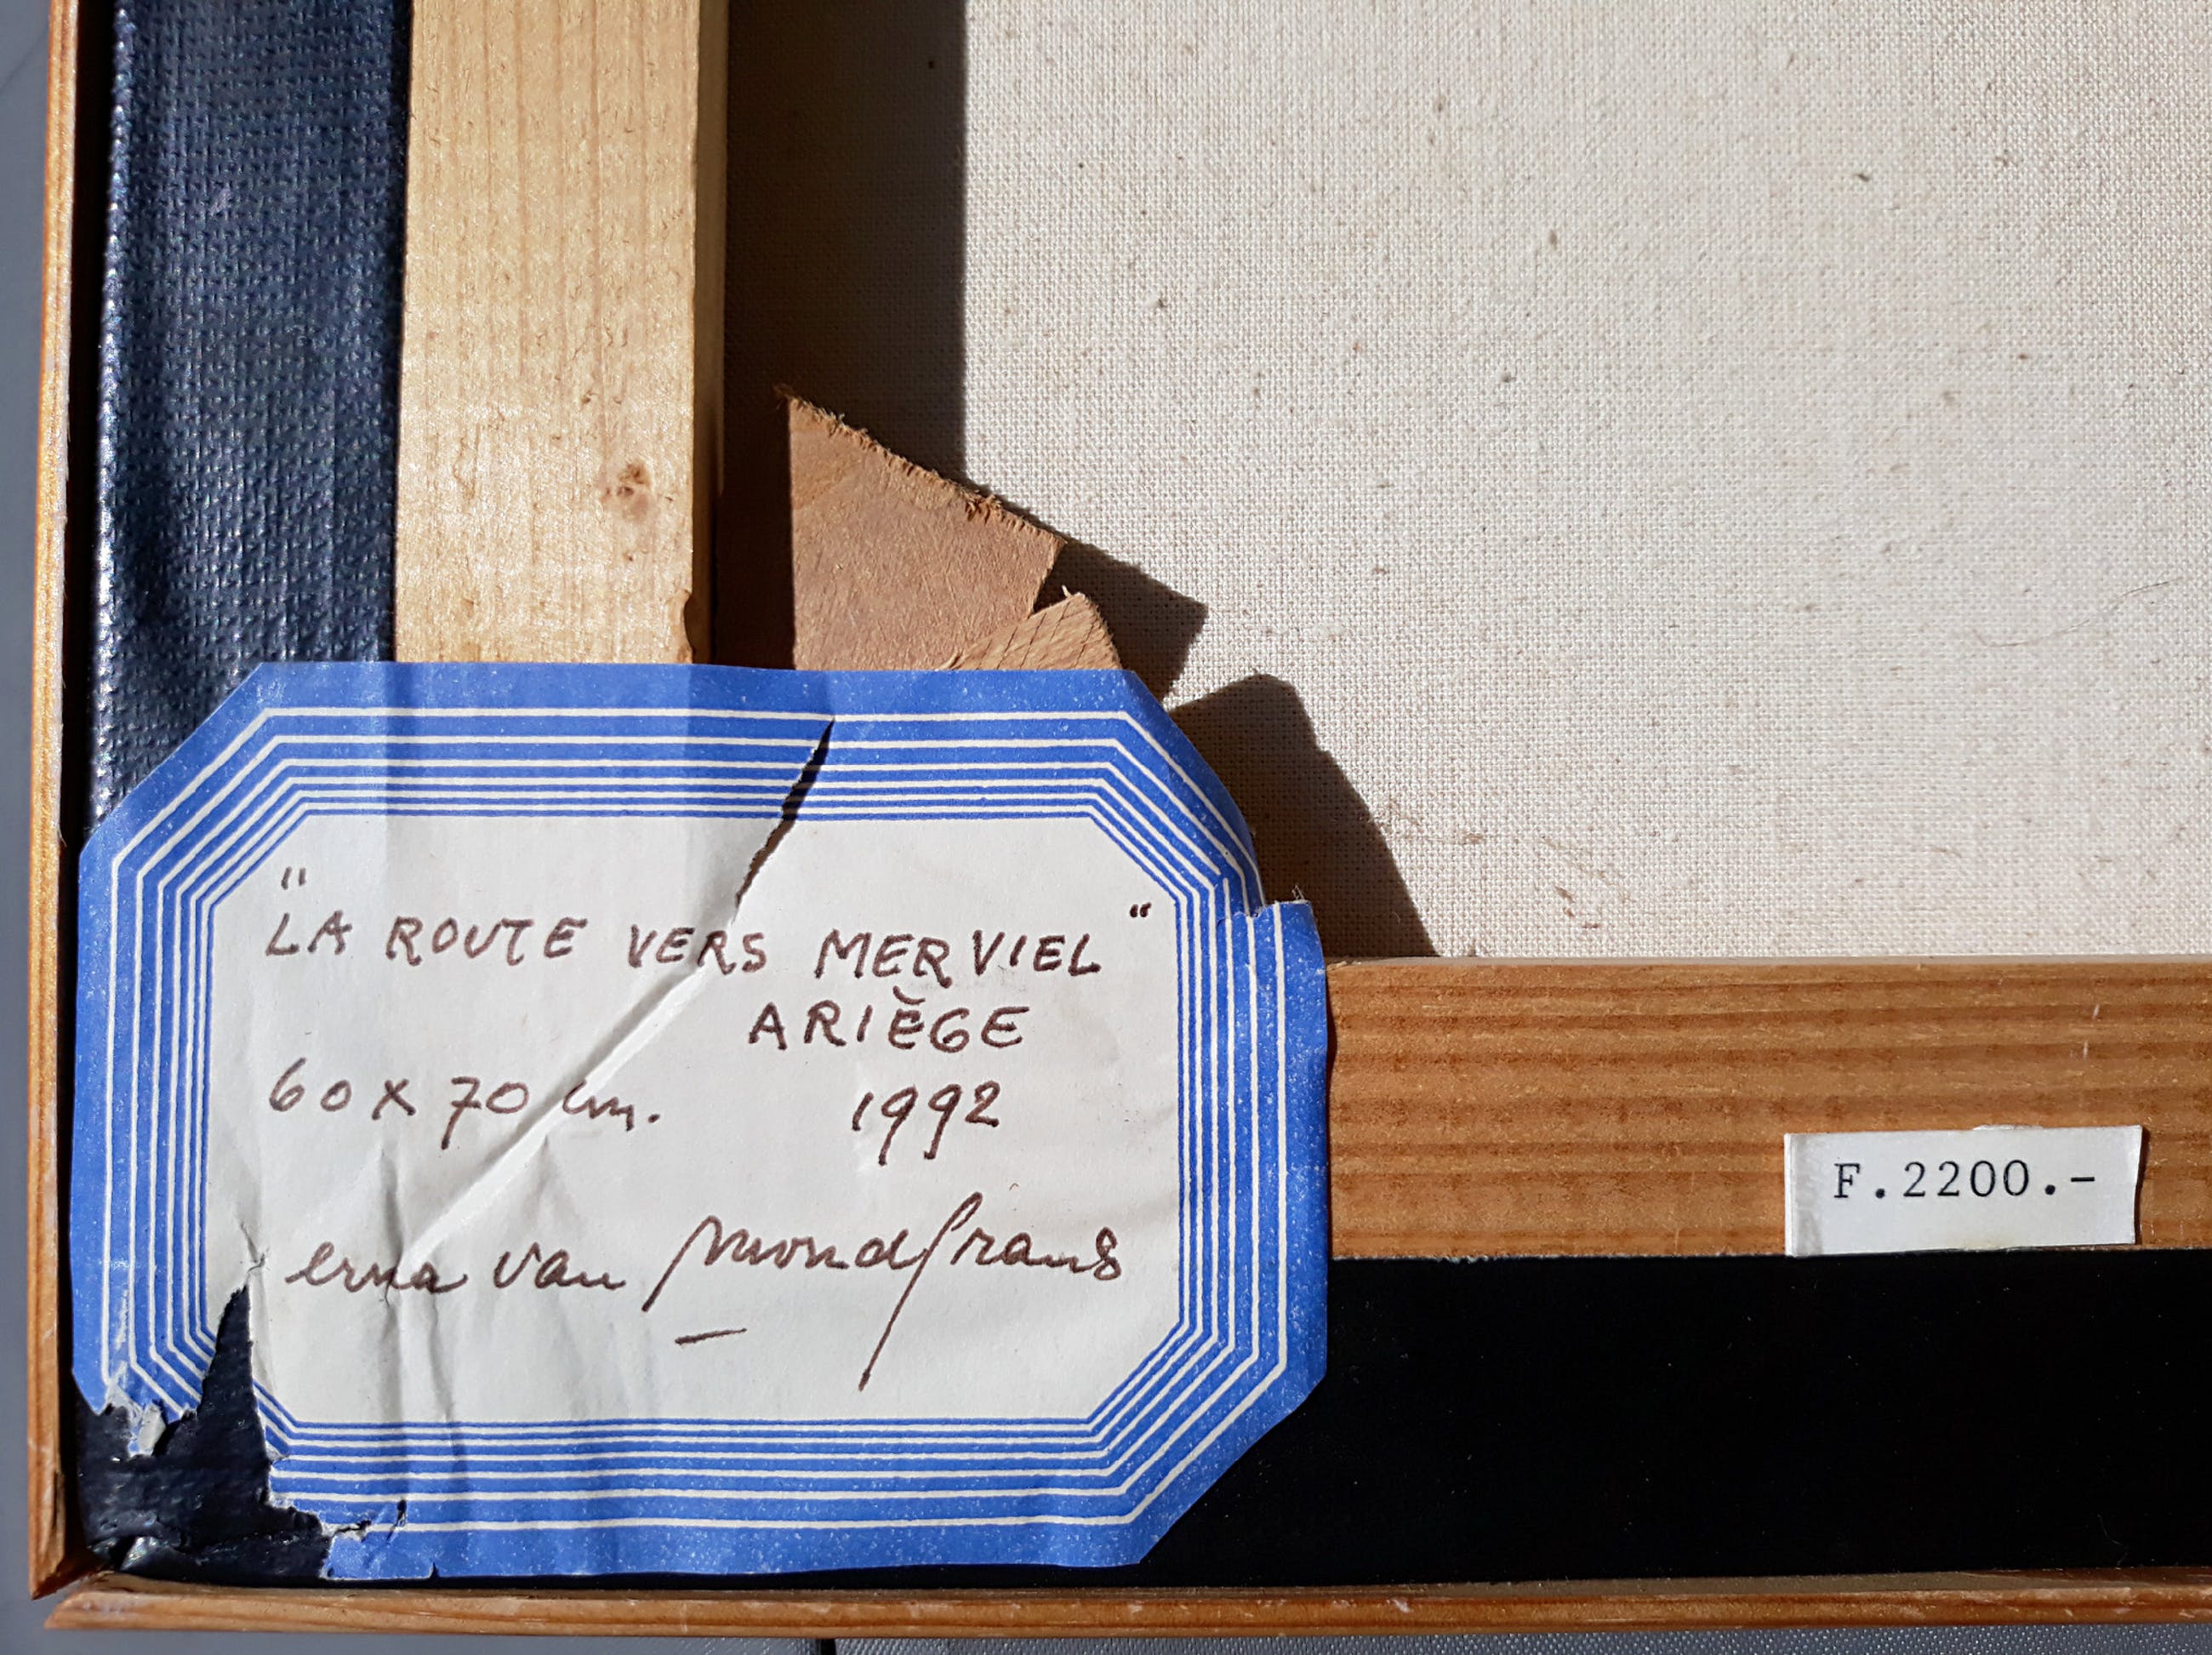 "LA ROUTE VERS MERVIEL"
ARIÈGE
60 x 70 cm. 1992
erna van mondfrans
F.2200.-